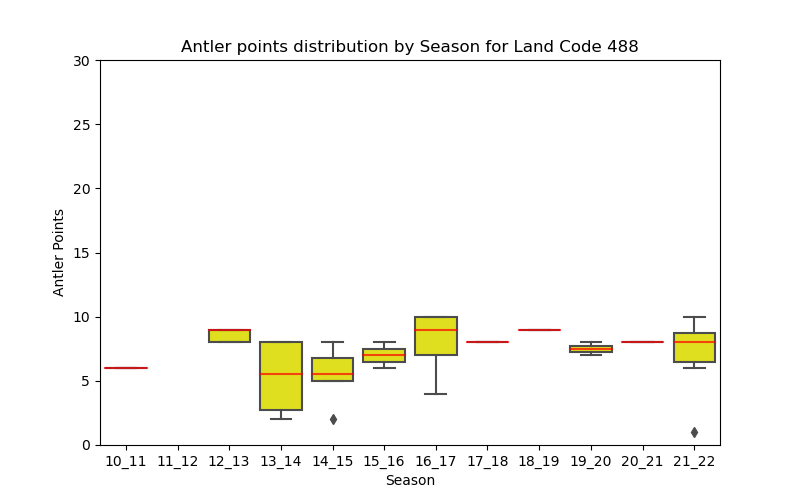 Antler points distribution by Season for Land Code 488
30
25
20
15
10
5
0
Antler Points
10_11 11_12 12_13 13_14 14_15 15_16 16_17 17_18 18_19 19_20 20_21 21_22
Season